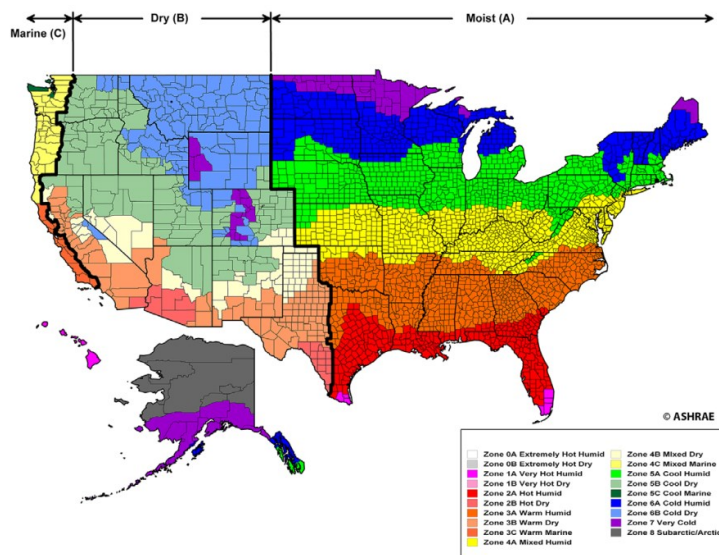 Dry (B)
Moist (A)
Marine (C)
© ASHRAE
Zone 0A Extremely Hot Humid
Zone 0B Extremely Hot Dry
Zone 1A Very Hot Humid
Zone 1B Very Hot Dry
Zone 2A Hot Humid
Zone 2B Hot Dry
Zone 3A Warm Humid
Zone 3B Warm Dry
Zone 3C Warm Marine
Zone 4A Mixed Humid
Zone 4B Mixed Dry
Zone 4C Mixed Marine
Zone 5A Cool Humid
Zone 5B Cool Dry
Zone 5C Cool Marine
Zone 6A Cold Humid
Zone 6B Cold Dry
Zone 7 Very Cold
Zone 8 Subarctic/Arctic